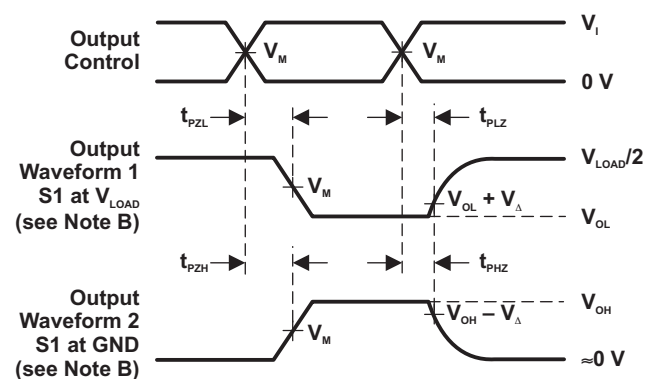 Output
Control
V_M
V_M
V_I
0 V
t_PZL
t_PLZ
Output
Waveform 1
S1 at V_LOAD
(see Note B)
V_M
V_LOAD/2
V_OL + V_Δ
V_OL
t_PZH
t_PHZ
Output
Waveform 2
S1 at GND
(see Note B)
V_M
V_OH
V_OH – V_Δ
≈0 V